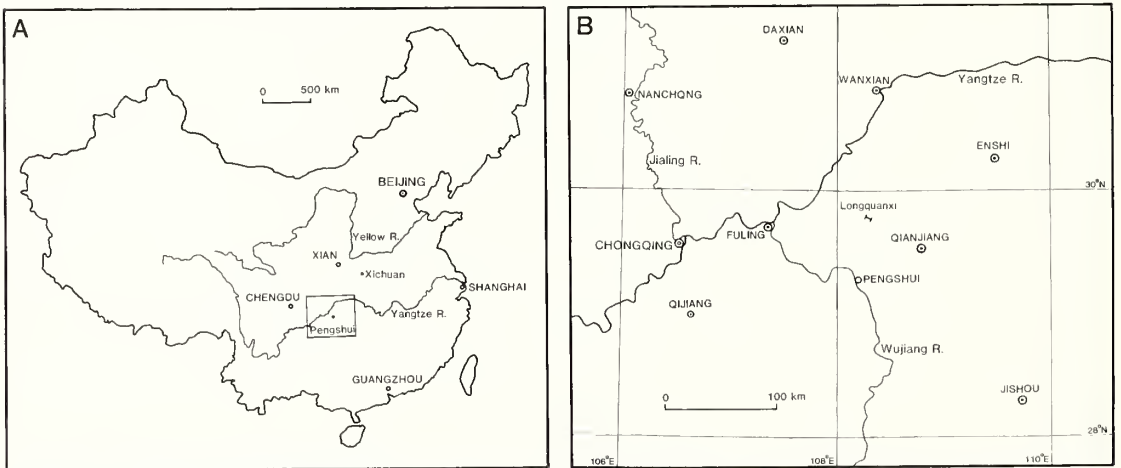 A
0 500 km
BEIJING
Yellow R.
XIAN
Xichuan
CHENGDU
SHANGHAI
Yangtze R.
Pengshui
GUANGZHOU
B
DAXIAN
WANXIAN
Yangtze R.
NANCHONG
ENSHI
Jialing R.
30°N
Longquanxi
FULING
QIANJIANG
CHONGQING
PENGSHUI
QIJIANG
Wujiang R.
0 100 km
JISHOU
28°N
106°E 108°E 110°E